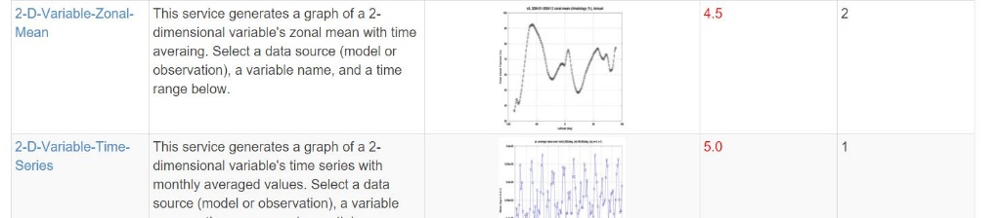 2-D-Variable-Zonal-
Mean
This service generates a graph of a 2-
dimensional variable's zonal mean with time
averaing. Select a data source (model or
observation), a variable name, and a time
range below.
4.5
2
2-D-Variable-Time-
Series
This service generates a graph of a 2-
dimensional variable's time series with
monthly averaged values. Select a data
source (model or observation), a variable
5.0
1